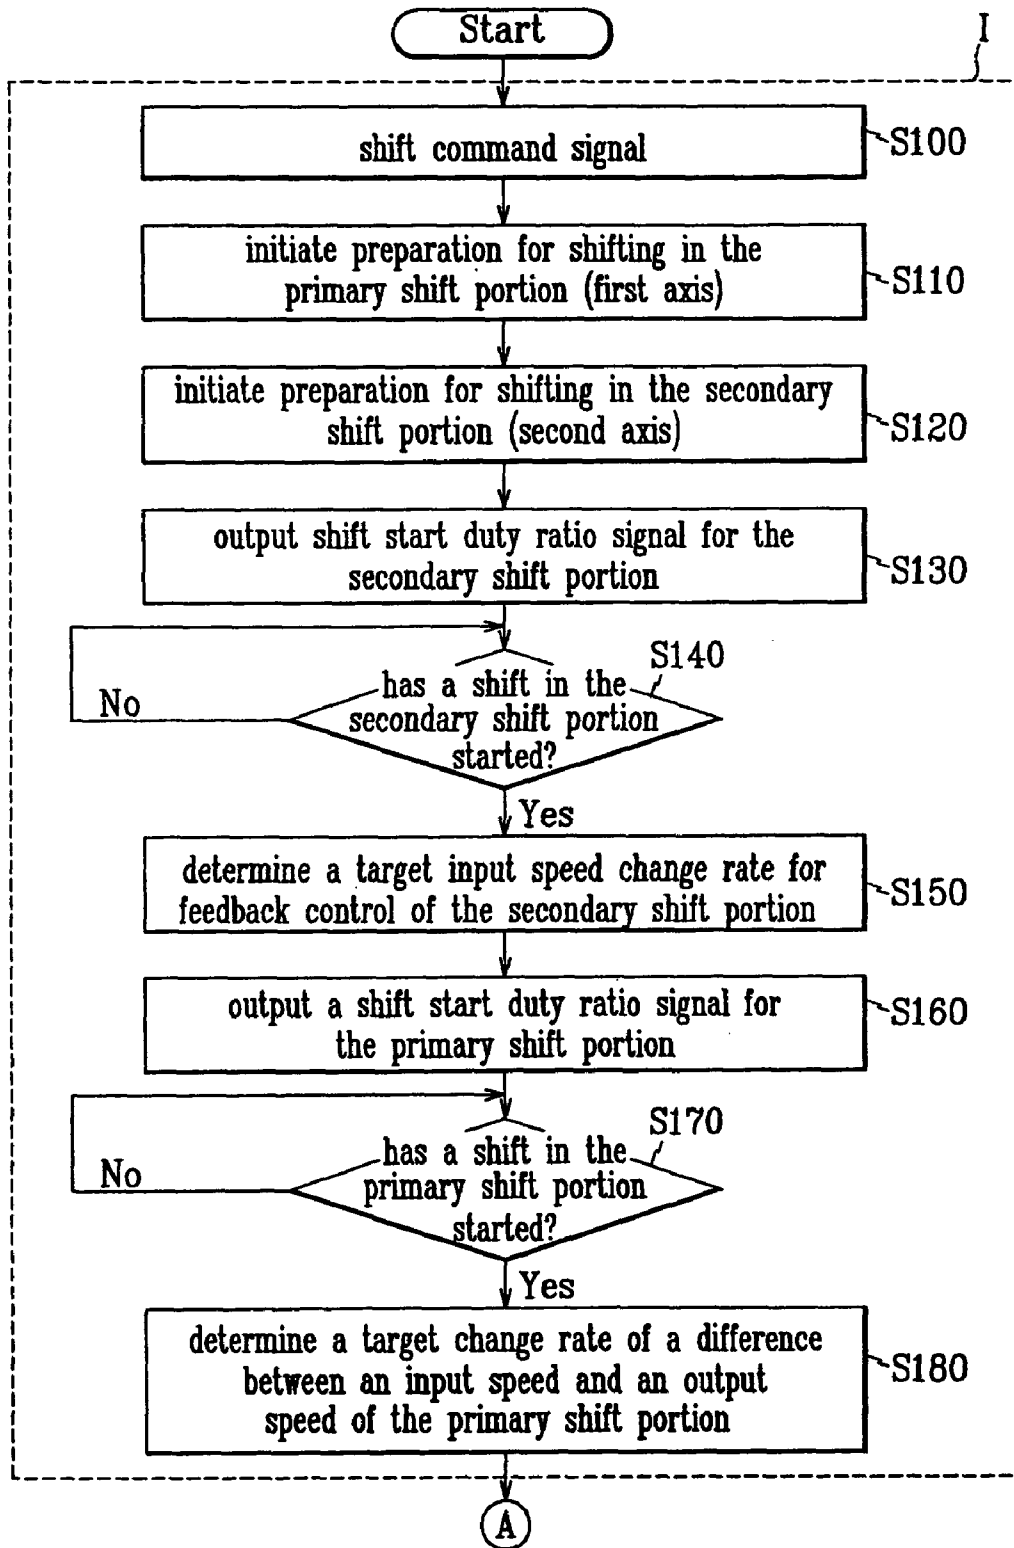 Start
I
shift command signal
S100
initiate preparation for shifting in the
primary shift portion (first axis)
S110
initiate preparation for shifting in the secondary
shift portion (second axis)
S120
output shift start duty ratio signal for the
secondary shift portion
S130
S140
has a shift in the
secondary shift portion
started?
No
Yes
determine a target input speed change rate for
feedback control of the secondary shift portion
S150
output a shift start duty ratio signal for
the primary shift portion
S160
S170
has a shift in the
primary shift portion
started?
No
Yes
determine a target change rate of a difference
between an input speed and an output
speed of the primary shift portion
S180
A